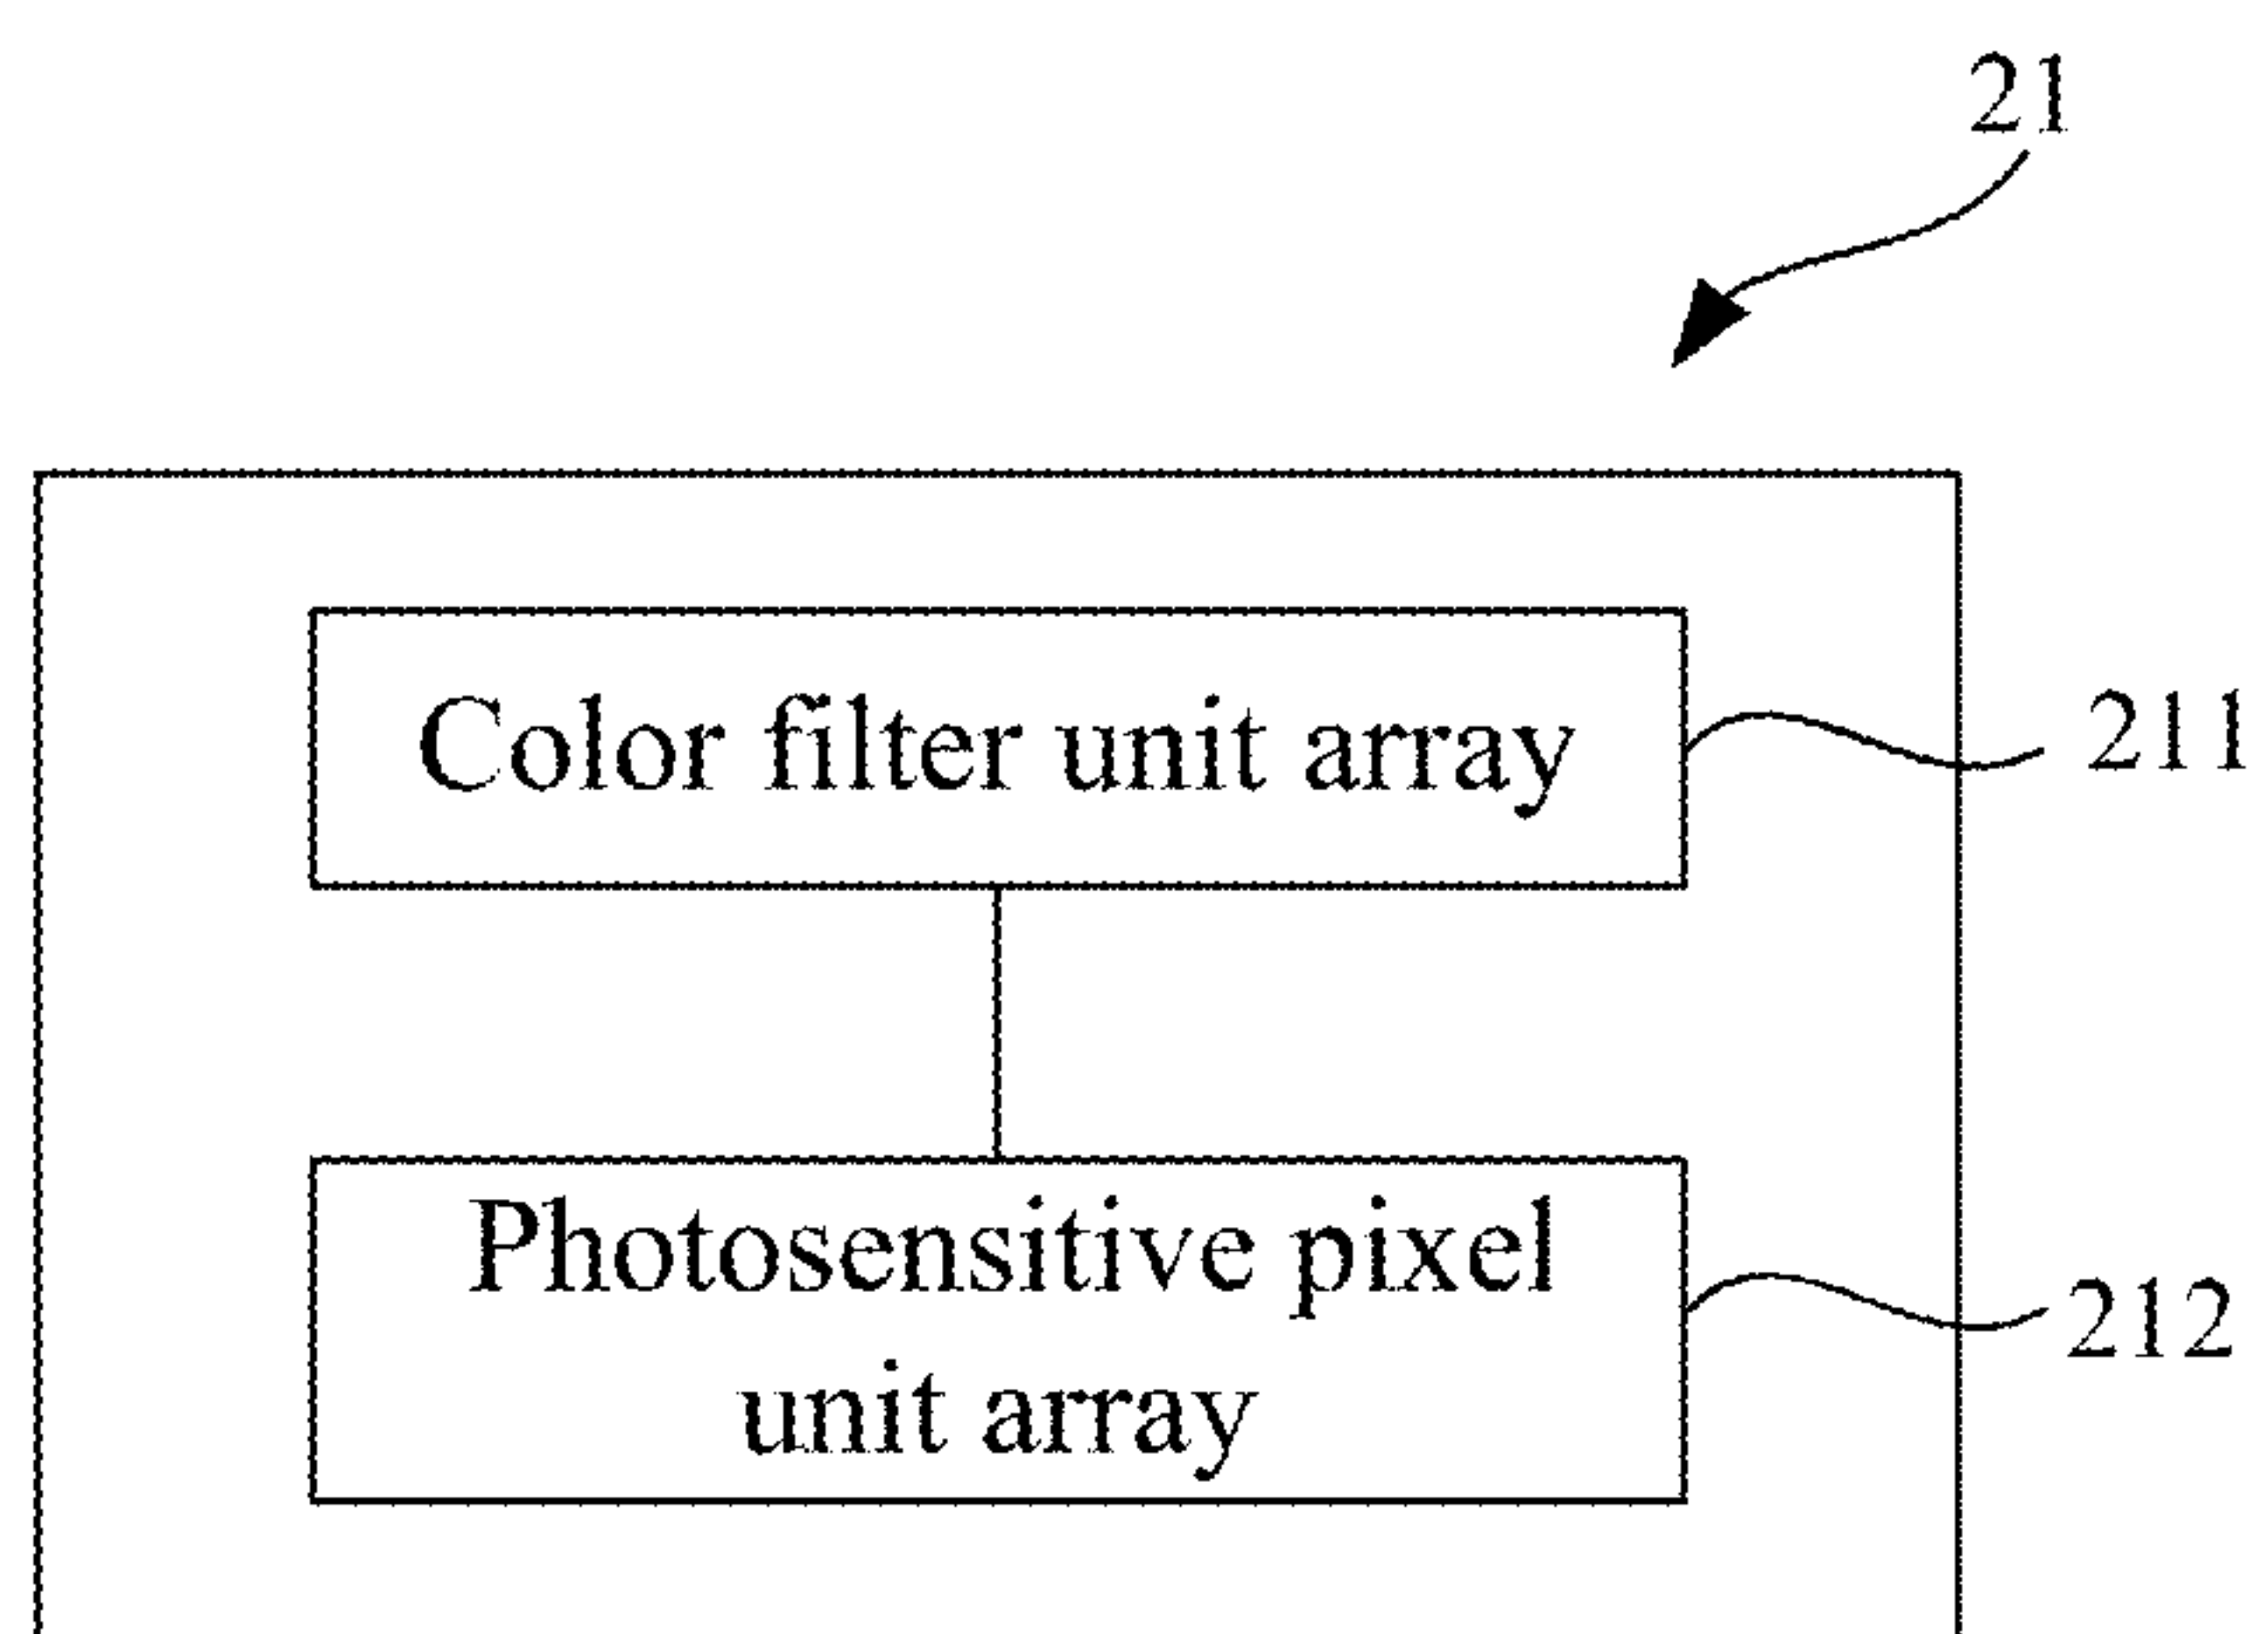 21
Color filter unit array
211
Photosensitive pixel
unit array
212